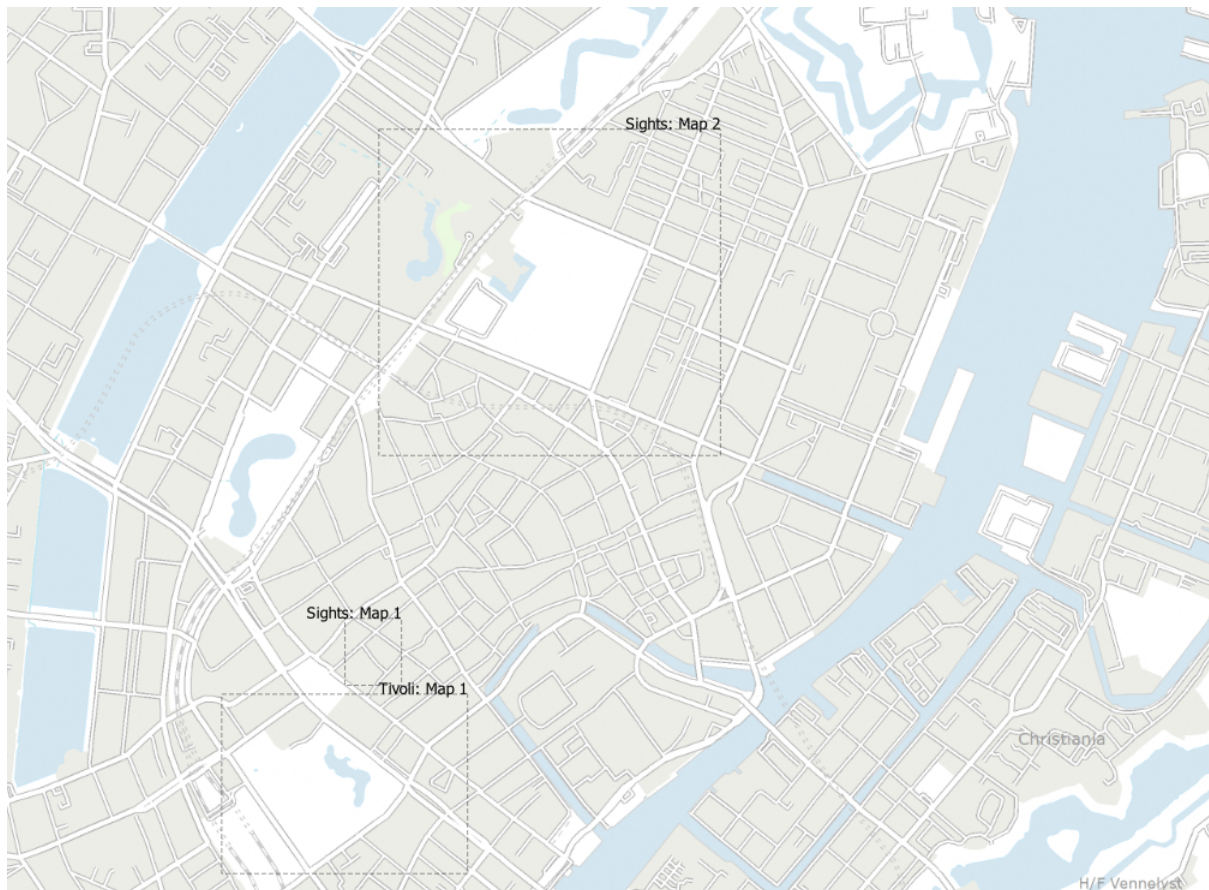 Sights: Map 2
Sights: Map 1
Tivoli: Map 1
Christiania
H/F Vennelyst